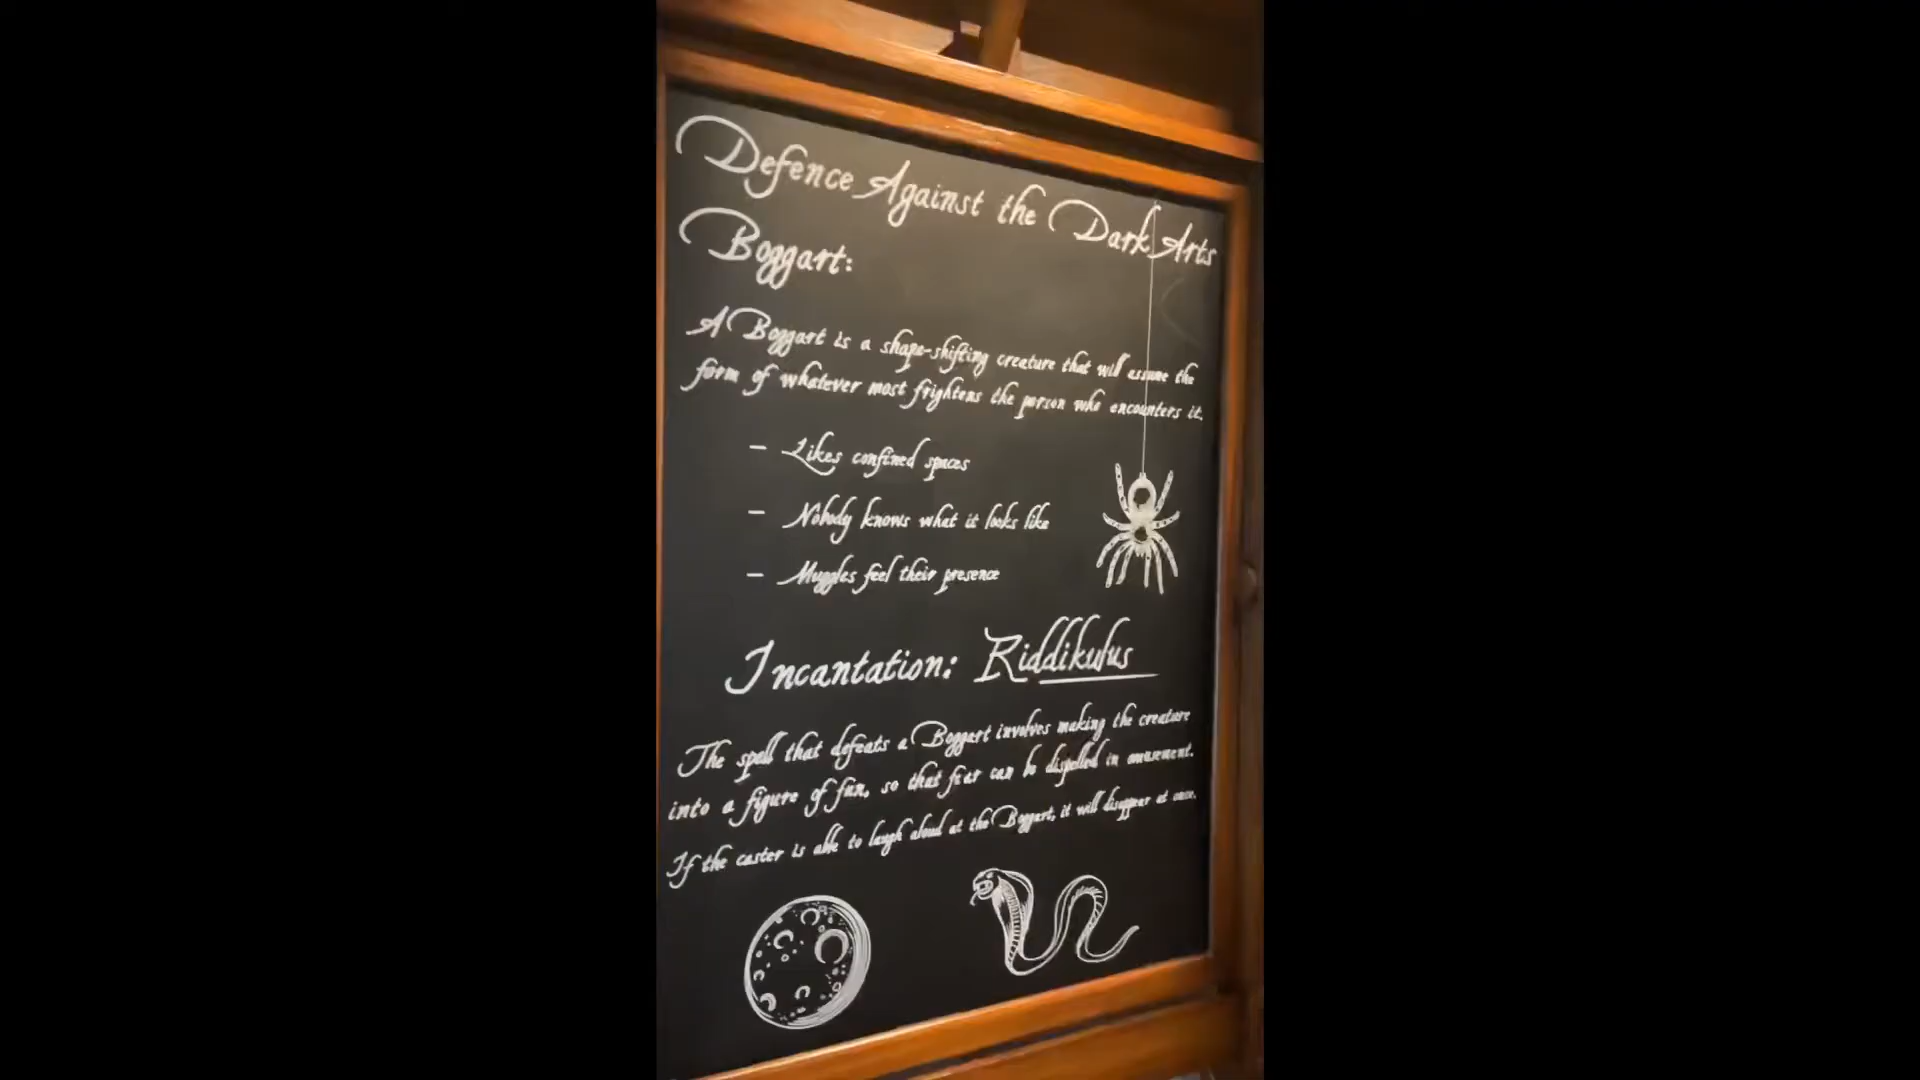 Defence Against the Dark Arts
Boggart:
A Boggart is a shape-shifting creature that will assume the
form of whatever most frightens the person who encounters it.
– Likes confined spaces
– Nobody knows what it looks like
– Muggles feel their presence
Incantation: Riddikulus
The spell that defeats a Boggart involves making the creature
into a figure of fun, so that fear can be dispelled in amusement.
If the caster is able to laugh aloud at the Boggart, it will disappear at once.